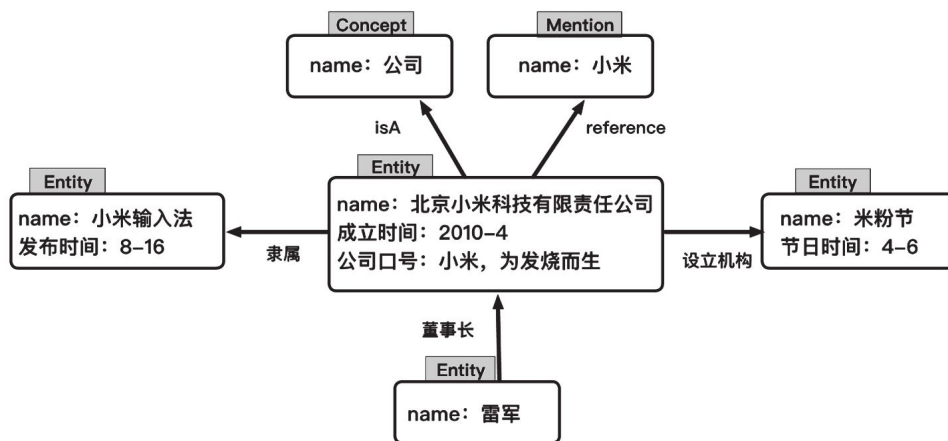 Concept
Mention
name：公司
name：小米
isA
reference
Entity
Entity
Entity
name：小米输入法
发布时间：8-16
隶属
name：北京小米科技有限责任公司
成立时间：2010-4
公司口号：小米，为发烧而生
设立机构
name：米粉节
节日时间：4-6
董事长
Entity
name：雷军